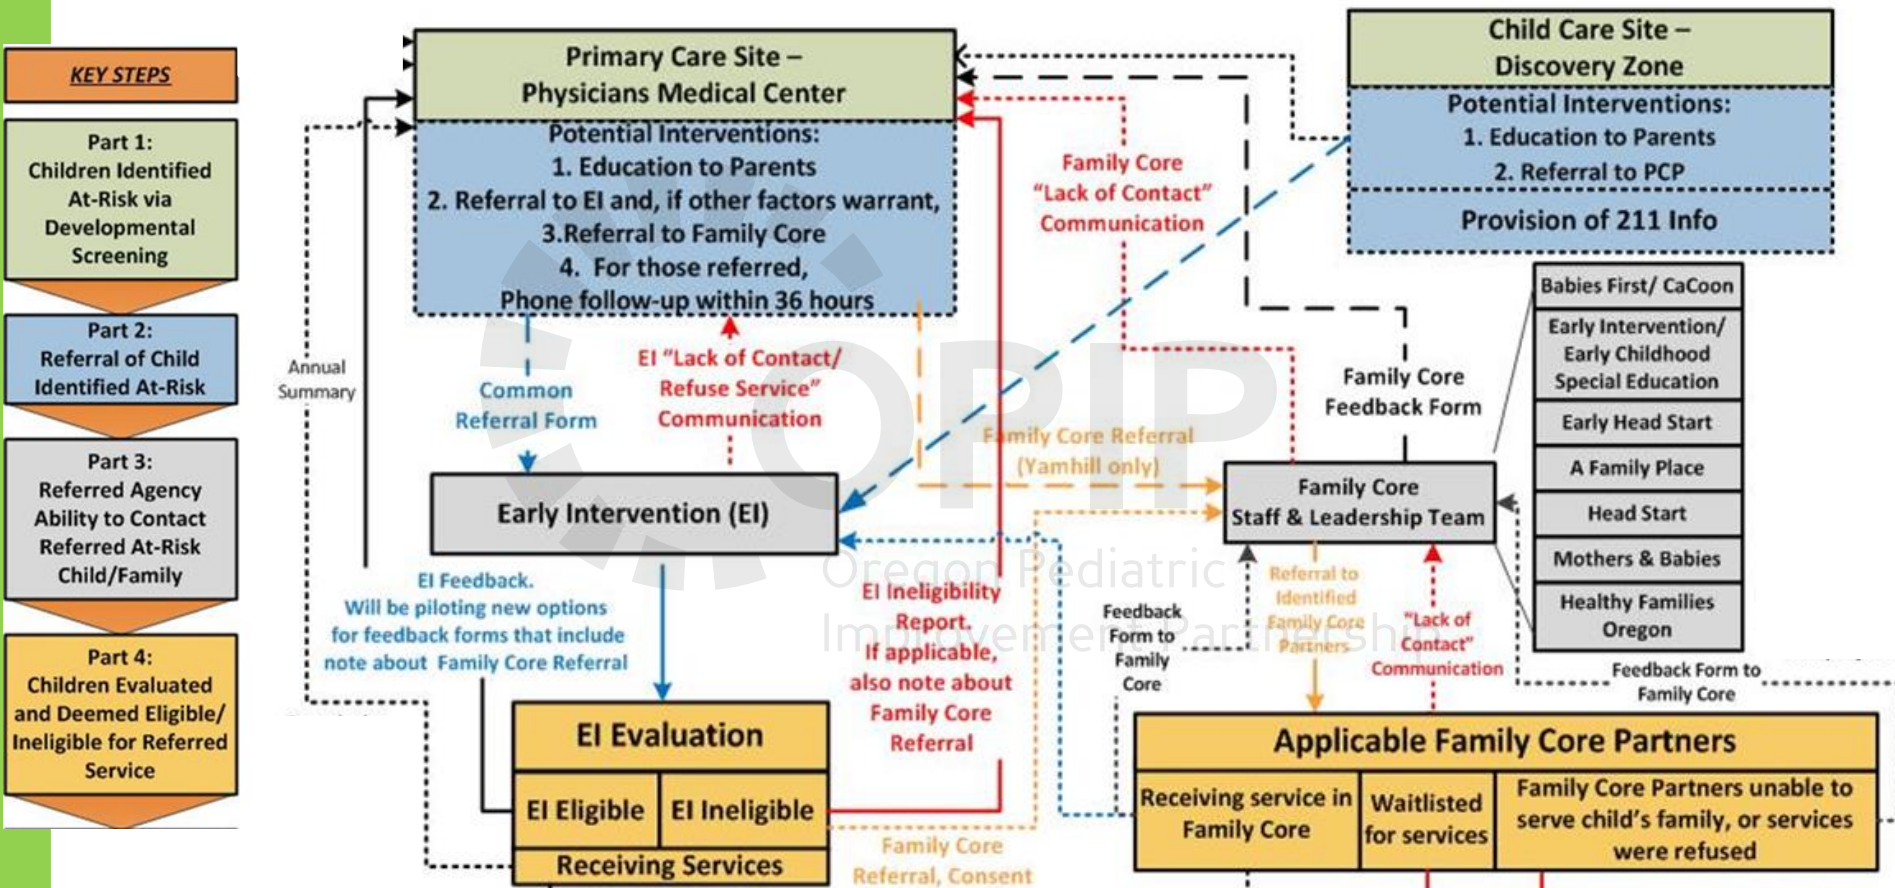 KEY STEPS
Part 1:
Children Identified
At-Risk via
Developmental
Screening
Part 2:
Referral of Child
Identified At-Risk
Part 3:
Referred Agency
Ability to Contact
Referred At-Risk
Child/Family
Part 4:
Children Evaluated
and Deemed Eligible/
Ineligible for Referred
Service
Primary Care Site –
Physicians Medical Center
Potential Interventions:
1. Education to Parents
2. Referral to EI and, if other factors warrant,
3.Referral to Family Core
4. For those referred,
Phone follow-up within 36 hours
Child Care Site –
Discovery Zone
Potential Interventions:
1. Education to Parents
2. Referral to PCP
Provision of 211 Info
Family Core
“Lack of Contact”
Communication
Annual
Summary
Common
Referral Form
EI “Lack of Contact/
Refuse Service”
Communication
Family Core
Feedback Form
Family Core Referral
(Yamhill only)
Babies First/ CaCoon
Early Intervention/
Early Childhood
Special Education
Early Head Start
A Family Place
Head Start
Mothers & Babies
Healthy Families
Oregon
Early Intervention (EI)
Family Core
Staff & Leadership Team
OPIP
Oregon Pediatric
Improvement Partnership
EI Feedback.
Will be piloting new options
for feedback forms that include
note about Family Core Referral
EI Ineligibility
Report.
If applicable,
also note about
Family Core
Referral
Feedback
Form to
Family
Core
Referral to
Identified
Family Core
Partners
“Lack of
Contact”
Communication
Feedback Form to
Family Core
EI Evaluation
EI Eligible
EI Ineligible
Receiving Services
Family Core
Referral, Consent
Applicable Family Core Partners
Receiving service in
Family Core
Waitlisted
for services
Family Core Partners unable to
serve child’s family, or services
were refused